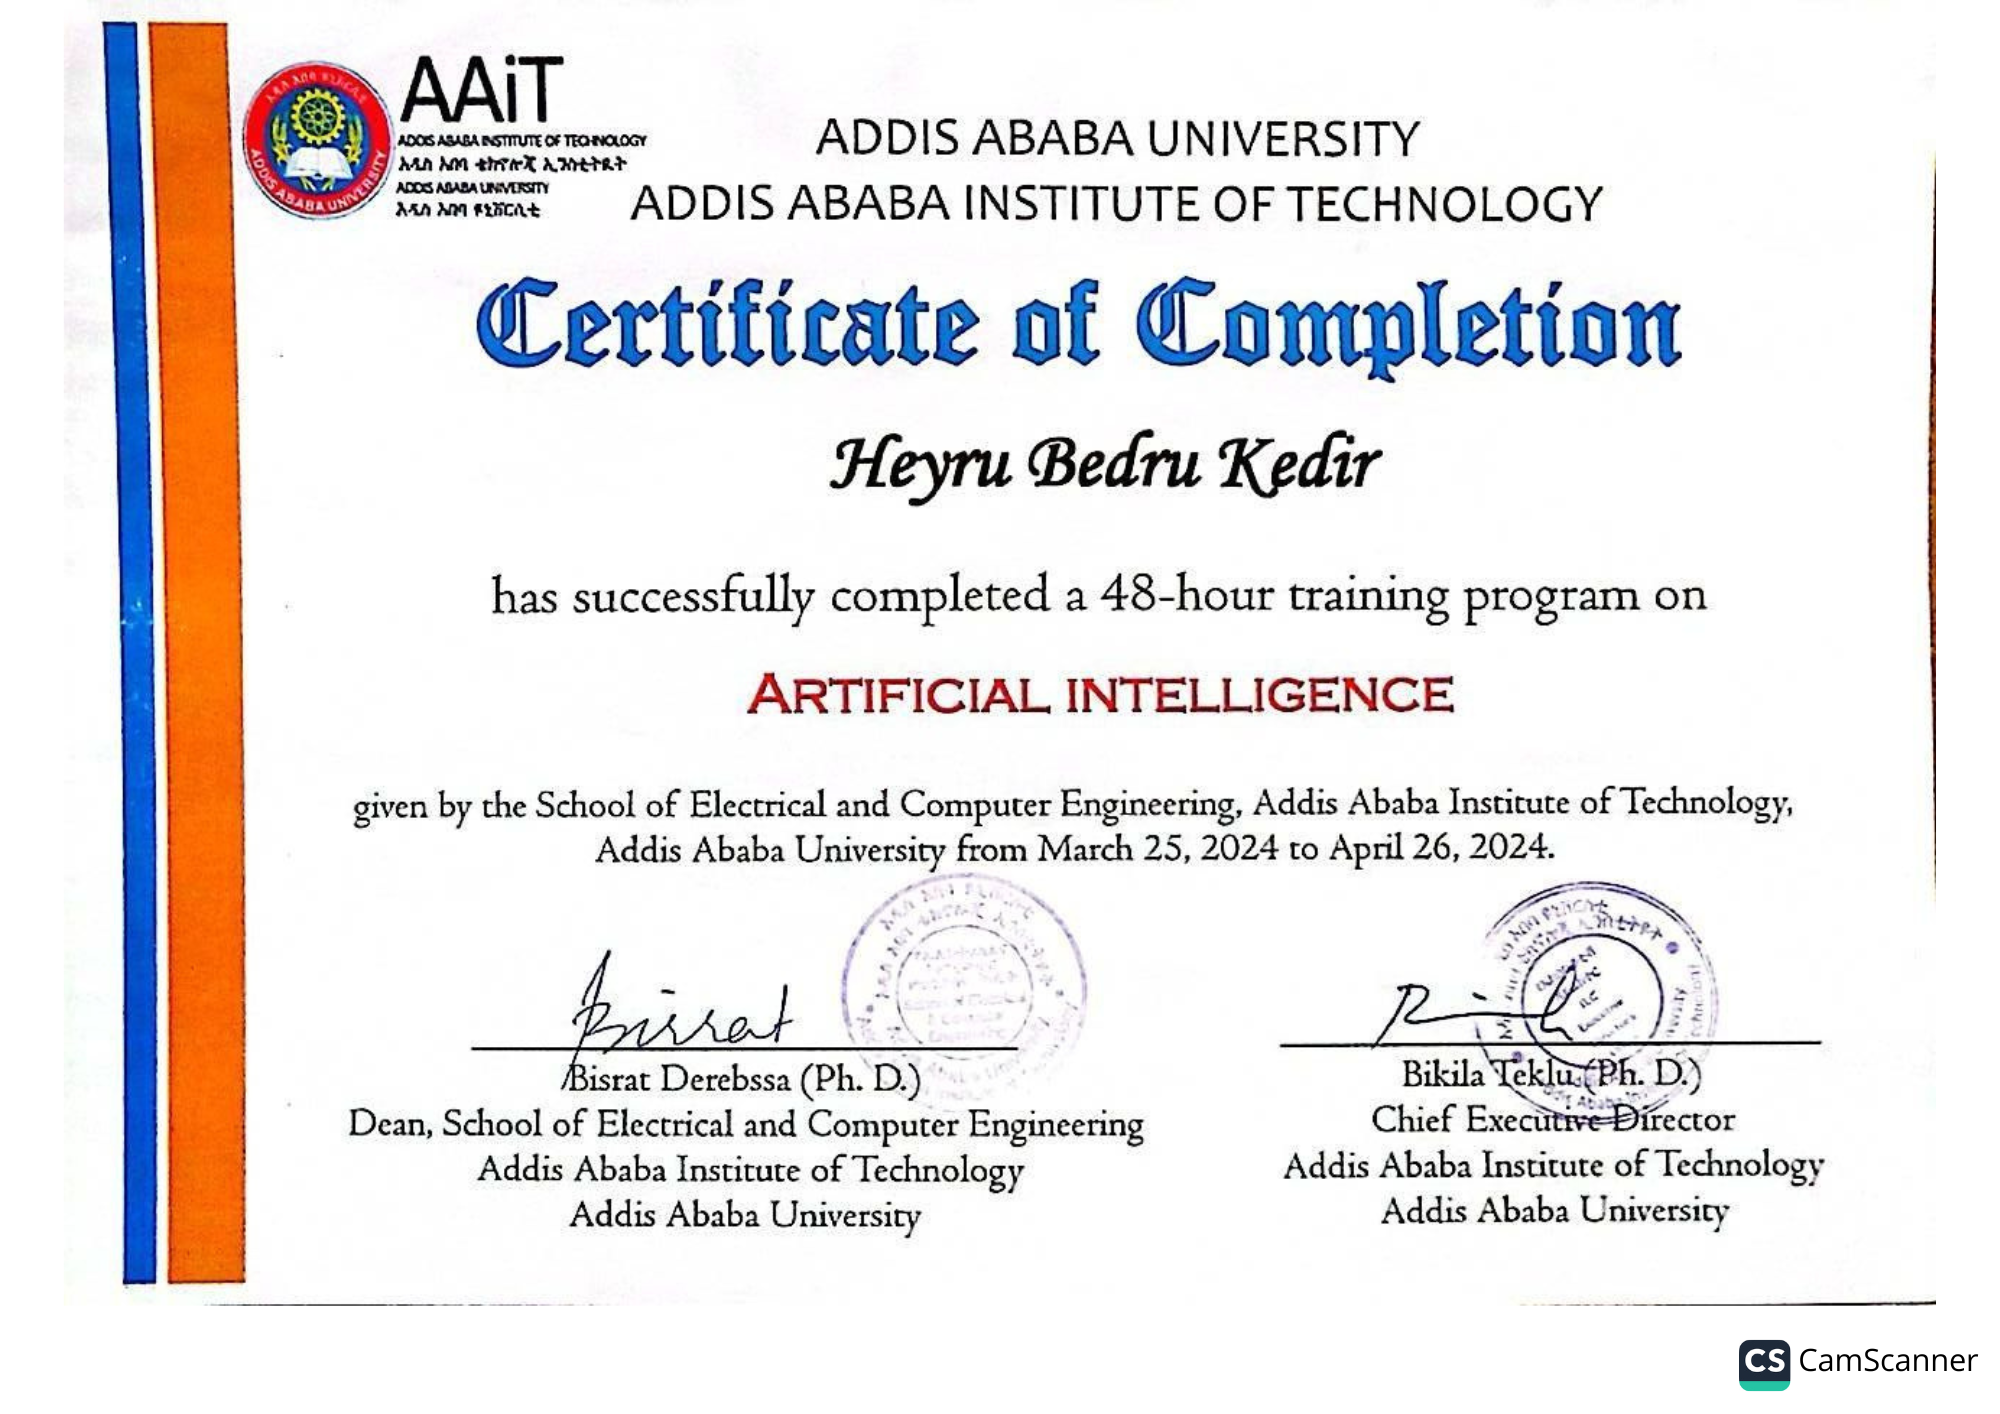 AAiT
ADDIS ABABA INSTITUTE OF TECHNOLOGY
አዲስ አበባ ቴክኖሎጂ ኢንስቲትዩት
ADDIS ABABA UNIVERSITY
አዲስ አበባ ዩኒቨርሲቲ
ADDIS ABABA UNIVERSITY
ADDIS ABABA UNIVERSITY
ADDIS ABABA INSTITUTE OF TECHNOLOGY
Certificate of Completion
Heyru Bedru Kedir
has successfully completed a 48-hour training program on
ARTIFICIAL INTELLIGENCE
given by the School of Electrical and Computer Engineering, Addis Ababa Institute of Technology,
Addis Ababa University from March 25, 2024 to April 26, 2024.
Bisrat
Bisrat Derebssa (Ph. D.)
Dean, School of Electrical and Computer Engineering
Addis Ababa Institute of Technology
Addis Ababa University
Bikila Teklu (Ph. D.)
Chief Executive Director
Addis Ababa Institute of Technology
Addis Ababa University
CS CamScanner